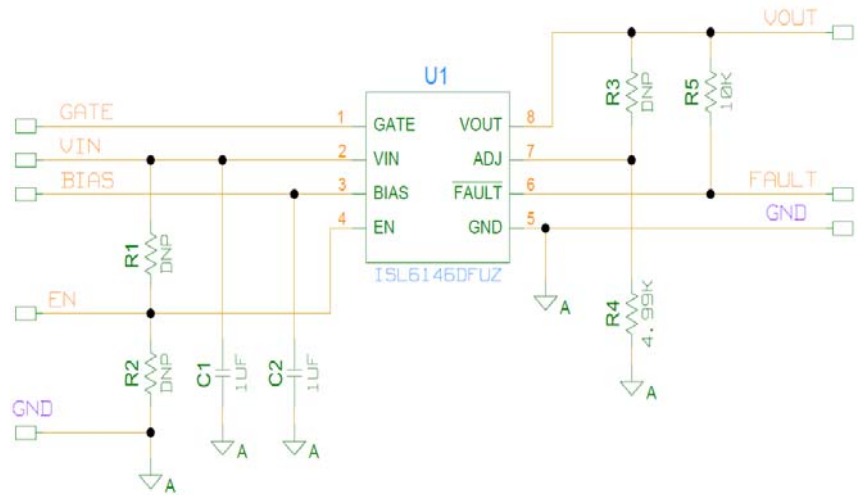 VOUT
U1
R3
DNP
R5
10K
GATE
1
GATE
VOUT
8
VIN
2
VIN
ADJ
7
BIAS
3
BIAS
FAULT
6
FAULT
4
EN
GND
5
GND
ISL6146DFUZ
R1
DNP
EN
A
R4
4.99K
R2
DNP
C1
1UF
C2
1UF
A
GND
A
A
A